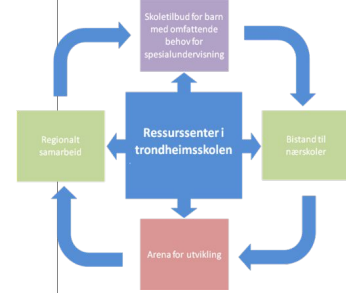 Skoletilbud for barn
med omfattende
behov for
spesialundervisning
Regionalt
samarbeid
Ressurssenter i
trondheimsskolen
Bistand til
nærskoler
Arena for utvikling